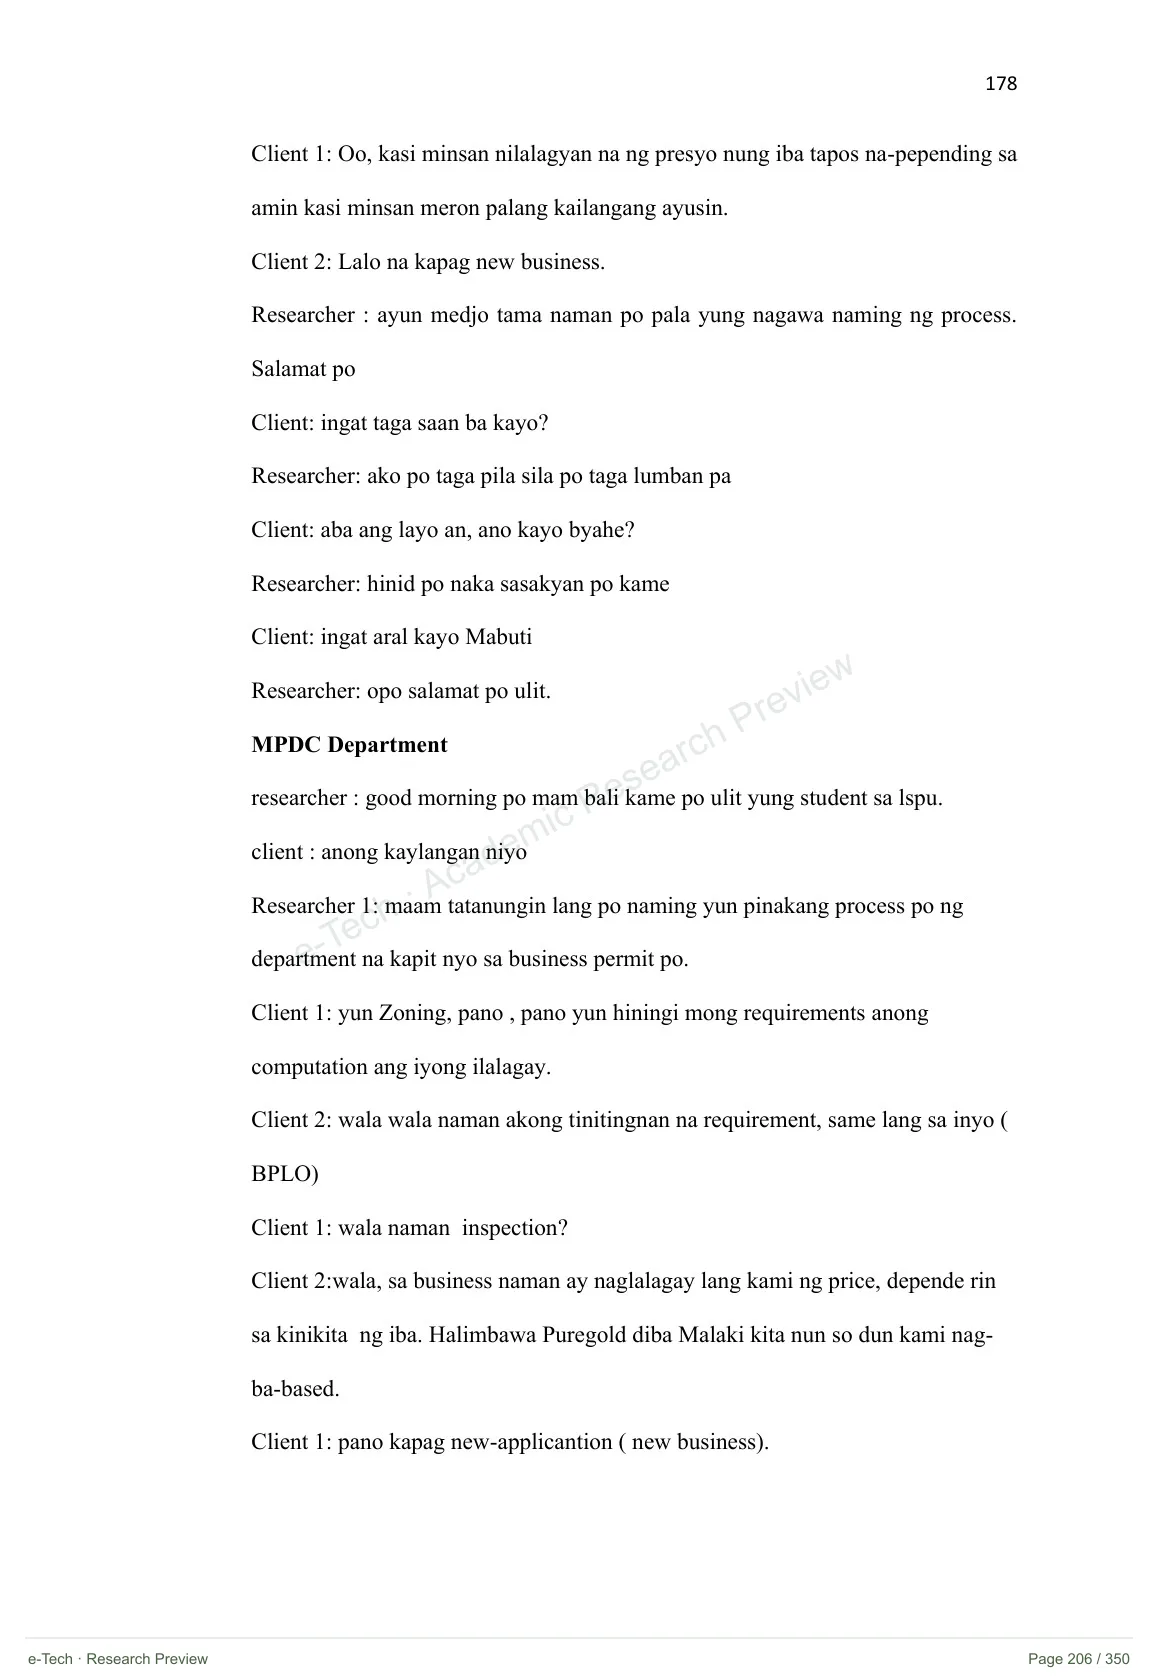 178
Client 1: Oo, kasi minsan nilalagyan na ng presyo nung iba tapos na-pepending sa
amin kasi minsan meron palang kailangang ayusin.
Client 2: Lalo na kapag new business.
Researcher : ayun medjo tama naman po pala yung nagawa naming ng process.
Salamat po
Client: ingat taga saan ba kayo?
Researcher: ako po taga pila sila po taga lumban pa
Client: aba ang layo an, ano kayo byahe?
Researcher: hinid po naka sasakyan po kame
Client: ingat aral kayo Mabuti
Researcher: opo salamat po ulit.
MPDC Department
researcher : good morning po mam bali kame po ulit yung student sa lspu.
client : anong kaylangan niyo
Researcher 1: maam tatanungin lang po naming yun pinakang process po ng
department na kapit nyo sa business permit po.
Client 1: yun Zoning, pano , pano yun hiningi mong requirements anong
computation ang iyong ilalagay.
Client 2: wala wala naman akong tinitingnan na requirement, same lang sa inyo (
BPLO)
Client 1: wala naman  inspection?
Client 2:wala, sa business naman ay naglalagay lang kami ng price, depende rin
sa kinikita  ng iba. Halimbawa Puregold diba Malaki kita nun so dun kami nag-
ba-based.
Client 1: pano kapag new-applicantion ( new business).
e-Tech · Academic Research Preview
e-Tech · Research Preview
Page 206 / 350